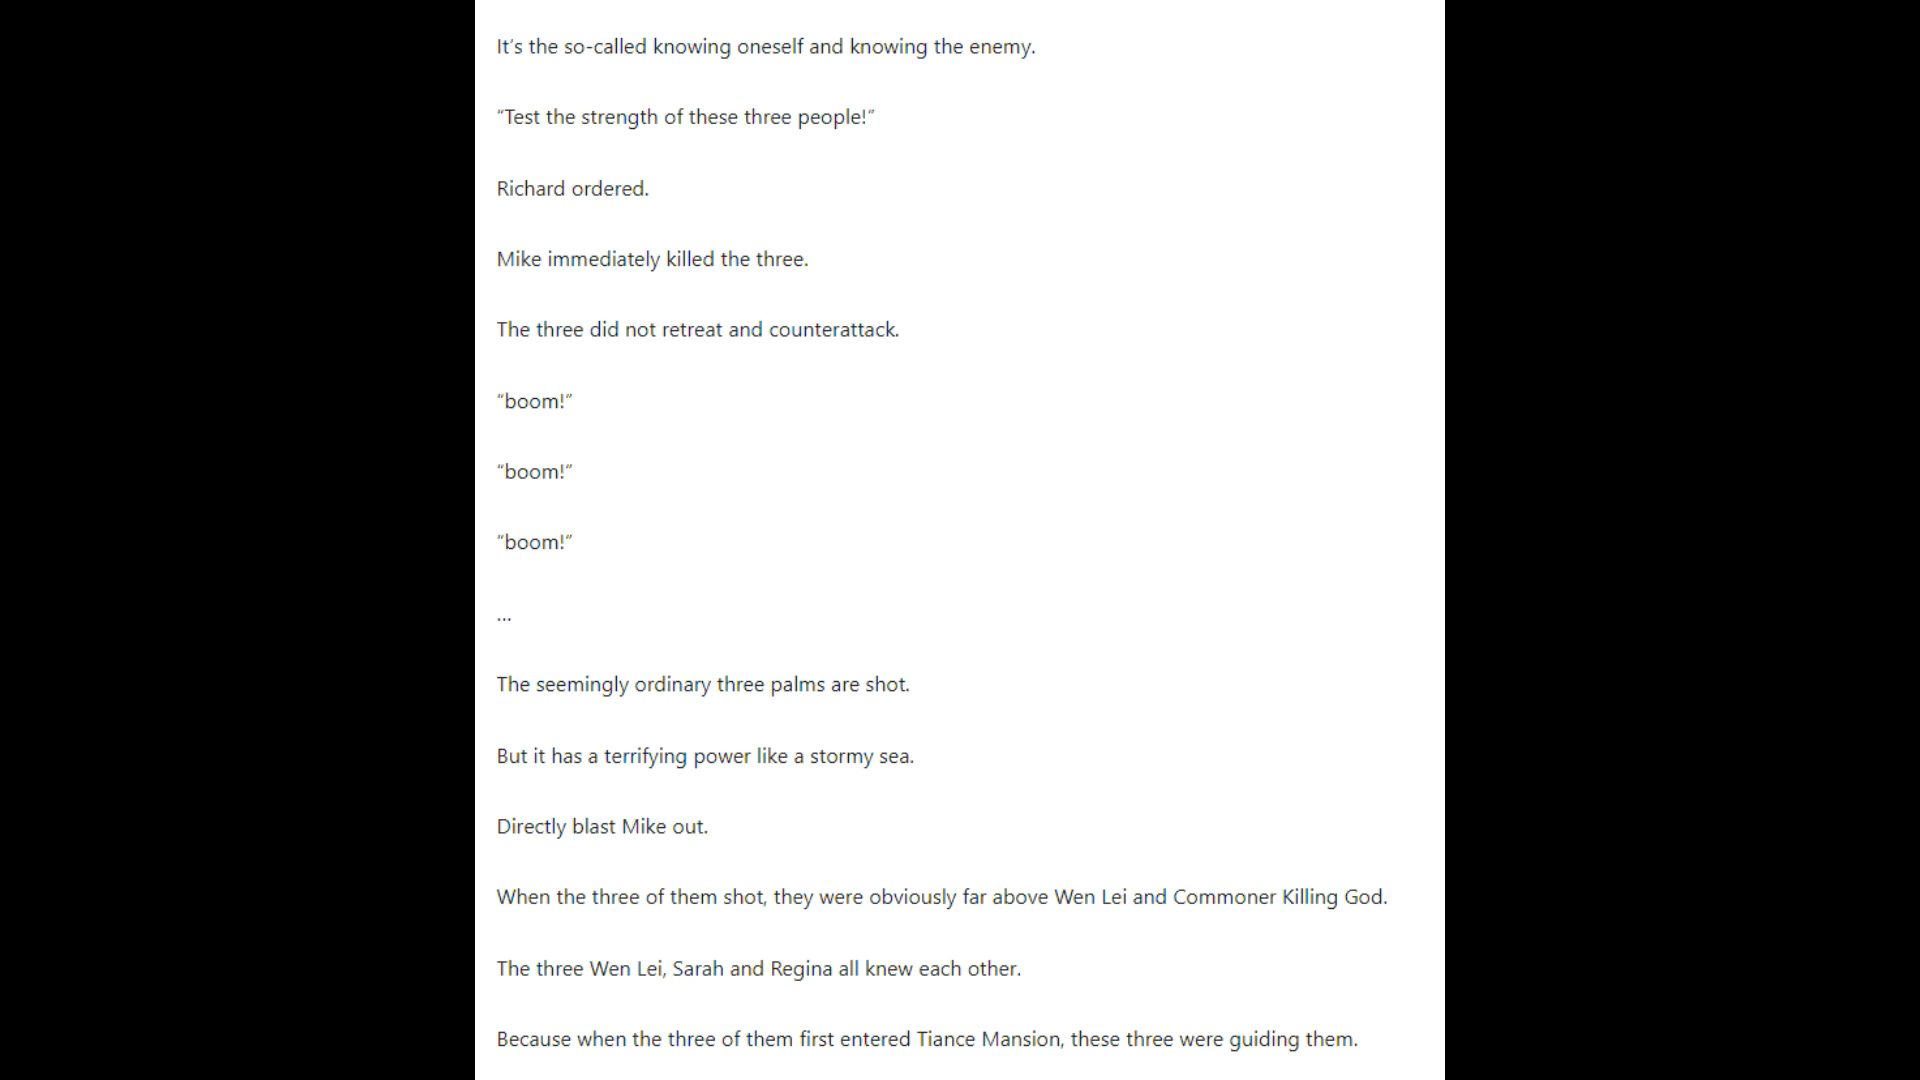 It's the so-called knowing oneself and knowing the enemy.
“Test the strength of these three people!”
Richard ordered.
Mike immediately killed the three.
The three did not retreat and counterattack.
“boom!”
“boom!”
“boom!”
...
The seemingly ordinary three palms are shot.
But it has a terrifying power like a stormy sea.
Directly blast Mike out.
When the three of them shot, they were obviously far above Wen Lei and Commoner Killing God.
The three Wen Lei, Sarah and Regina all knew each other.
Because when the three of them first entered Tiance Mansion, these three were guiding them.